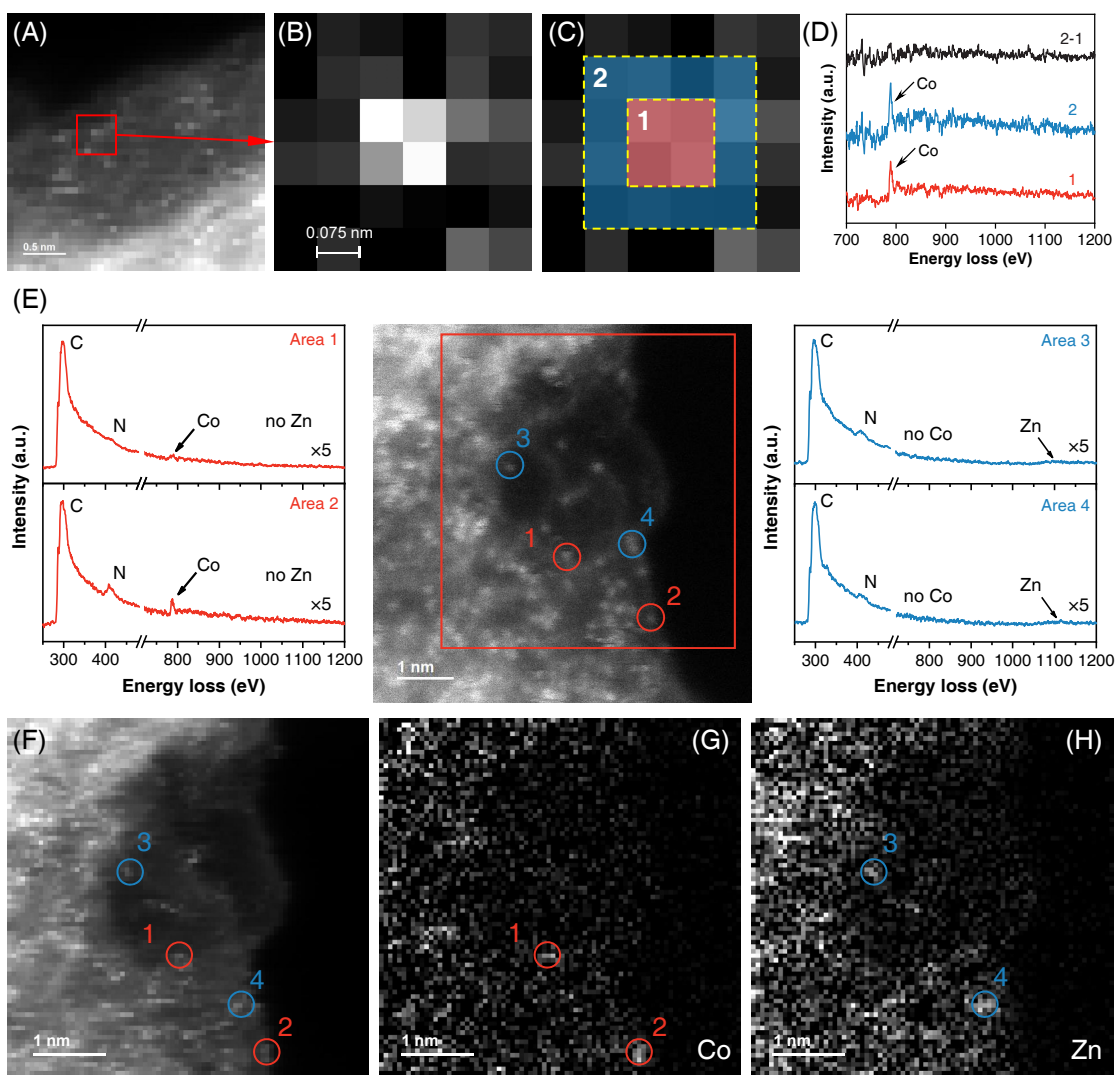 (A)
0.5 nm
(B)
0.075 nm
(C)
2
1
(D)
Intensity (a.u.)
2-1
Co
2
Co
1
700 800 900 1000 1100 1200
Energy loss (eV)
(E)
Intensity (a.u.)
C
Area 1
N
Co
no Zn
×5
C
Area 2
N
Co
no Zn
×5
250 400 800 900 1000 1100 1200
Energy loss (eV)
3
4
1
2
1 nm
Intensity (a.u.)
C
Area 3
N
no Co
Zn
×5
C
Area 4
N
no Co
Zn
×5
250 400 800 900 1000 1100 1200
Energy loss (eV)
(F)
3
1
4
2
1 nm
(G)
1
2
1 nm
Co
(H)
3
4
1 nm
Zn